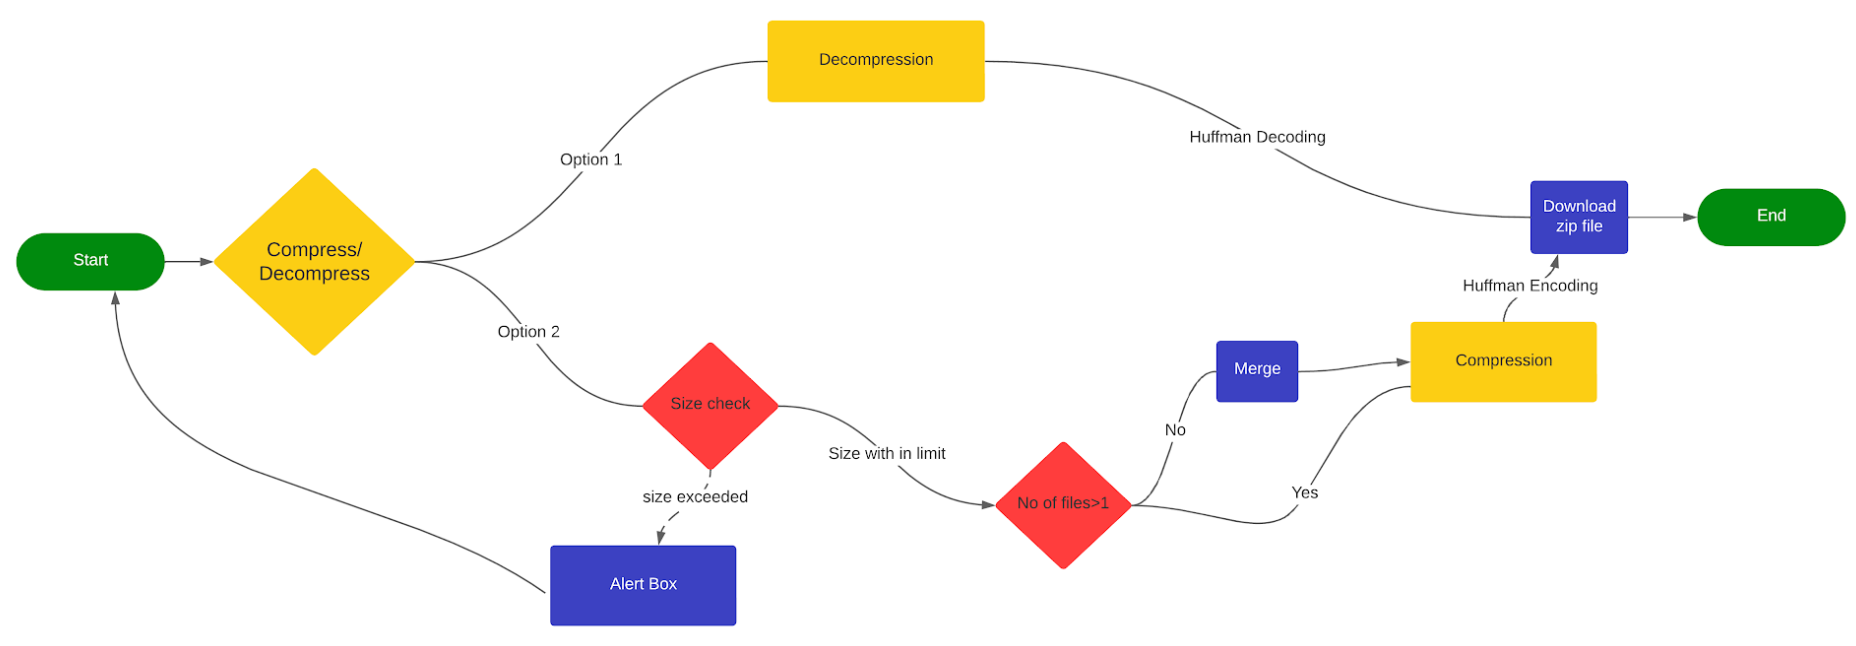 Decompression
Huffman Decoding
Option 1
Download
zip file
End
Start
Compress/
Decompress
Huffman Encoding
Option 2
Compression
Merge
Size check
No
Size with in limit
size exceeded
Yes
No of files>1
Alert Box